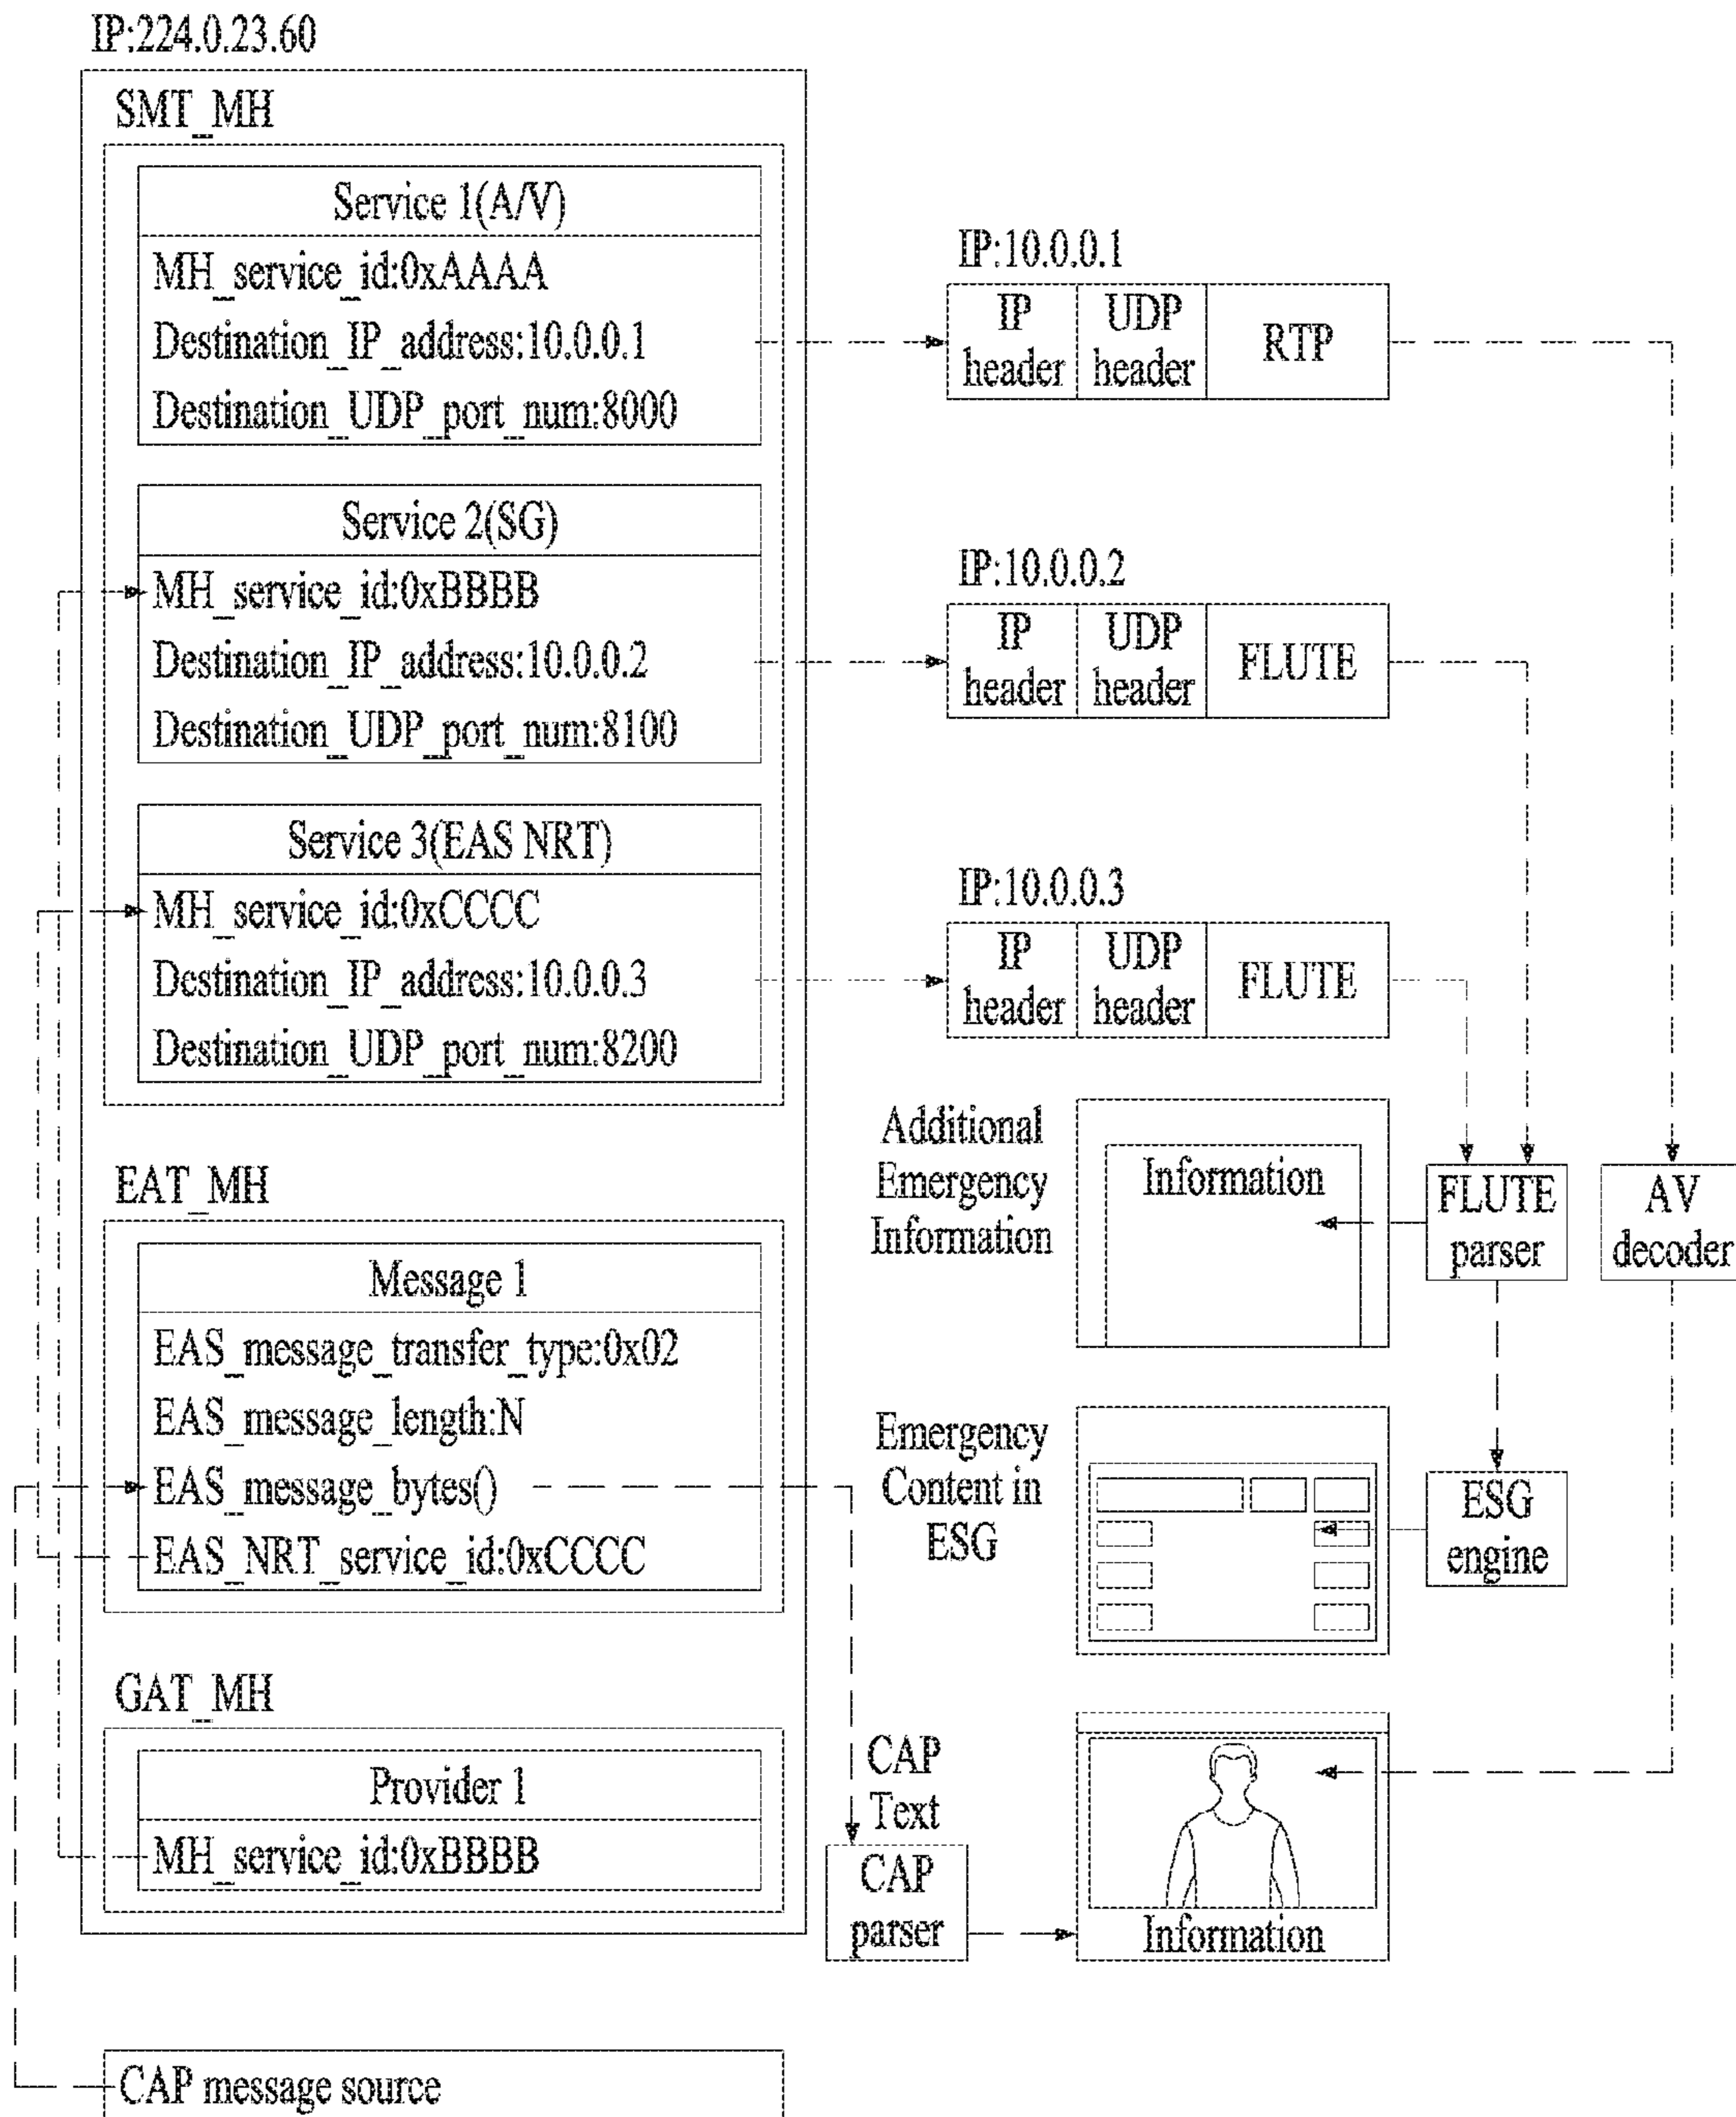 IP:224.0.23.60
SMT_MH
Service 1(A/V)
MH_service_id:0xAAAA
Destination_IP_address:10.0.0.1
Destination_UDP_port_num:8000
Service 2(SG)
MH_service_id:0xBBBB
Destination_IP_address:10.0.0.2
Destination_UDP_port_num:8100
Service 3(EAS NRT)
MH_service_id:0xCCCC
Destination_IP_address:10.0.0.3
Destination_UDP_port_num:8200
EAT_MH
Message 1
EAS_message_transfer_type:0x02
EAS_message_length:N
EAS_message_bytes()
EAS_NRT_service_id:0xCCCC
GAT_MH
Provider 1
MH_service_id:0xBBBB
CAP message source
IP:10.0.0.1
IP
header
UDP
header
RTP
IP:10.0.0.2
IP
header
UDP
header
FLUTE
IP:10.0.0.3
IP
header
UDP
header
FLUTE
Additional
Emergency
Information
Information
FLUTE
parser
AV
decoder
Emergency
Content in
ESG
ESG
engine
CAP
Text
CAP
parser
Information